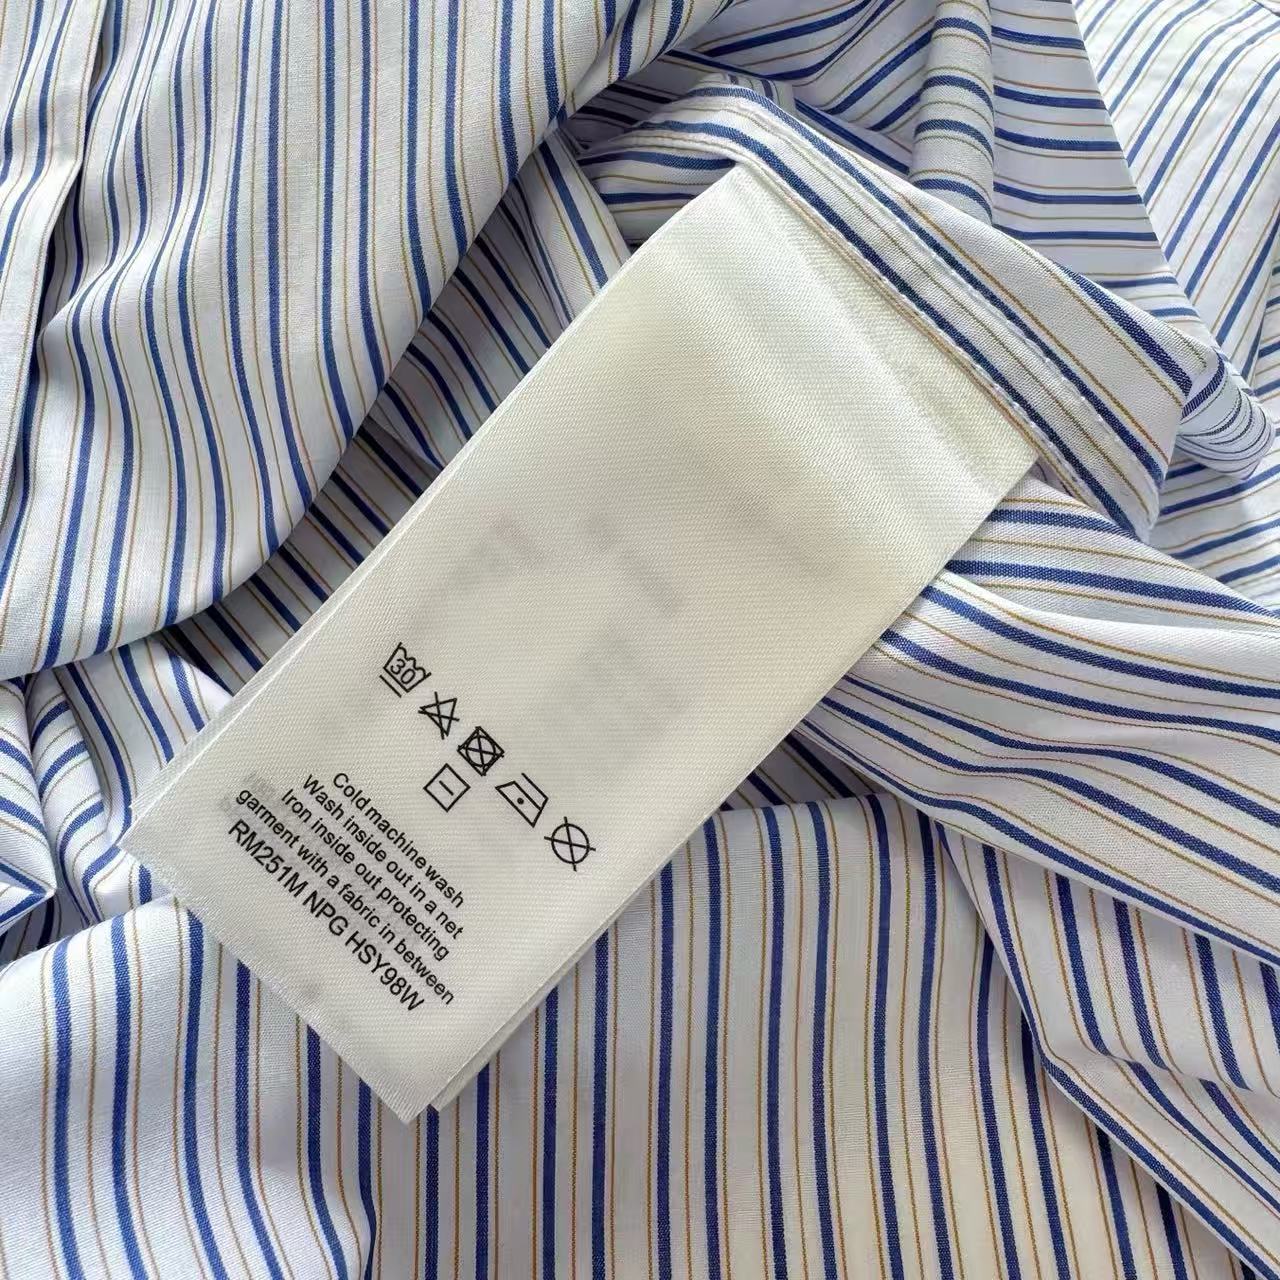 30
Cold machine wash
Wash inside out in a net
Iron inside out protecting
garment with a fabric in between
RM251M NPG HSY98W